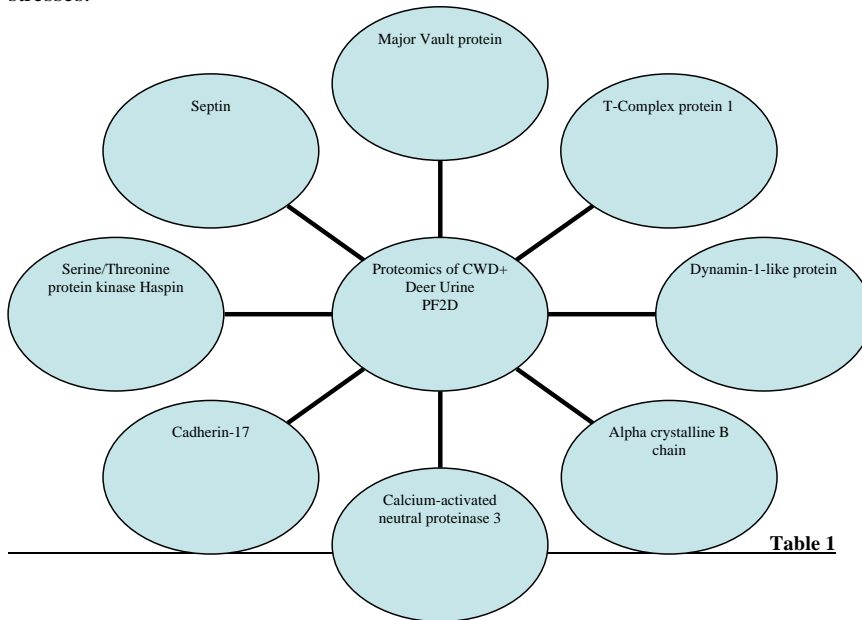 Major Vault protein
Septin
T-Complex protein 1
Serine/Threonine
protein kinase Haspin
Proteomics of CWD+
Deer Urine
PF2D
Dynamin-1-like protein
Cadherin-17
Alpha crystalline B
chain
Calcium-activated
neutral proteinase 3
Table 1